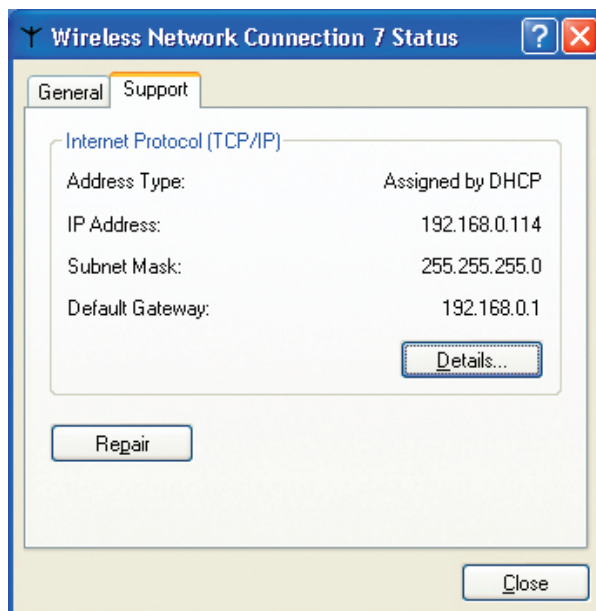 Wireless Network Connection 7 Status
General
Support
Internet Protocol (TCP/IP)
Address Type: Assigned by DHCP
IP Address: 192.168.0.114
Subnet Mask: 255.255.255.0
Default Gateway: 192.168.0.1
Details...
Repair
Close